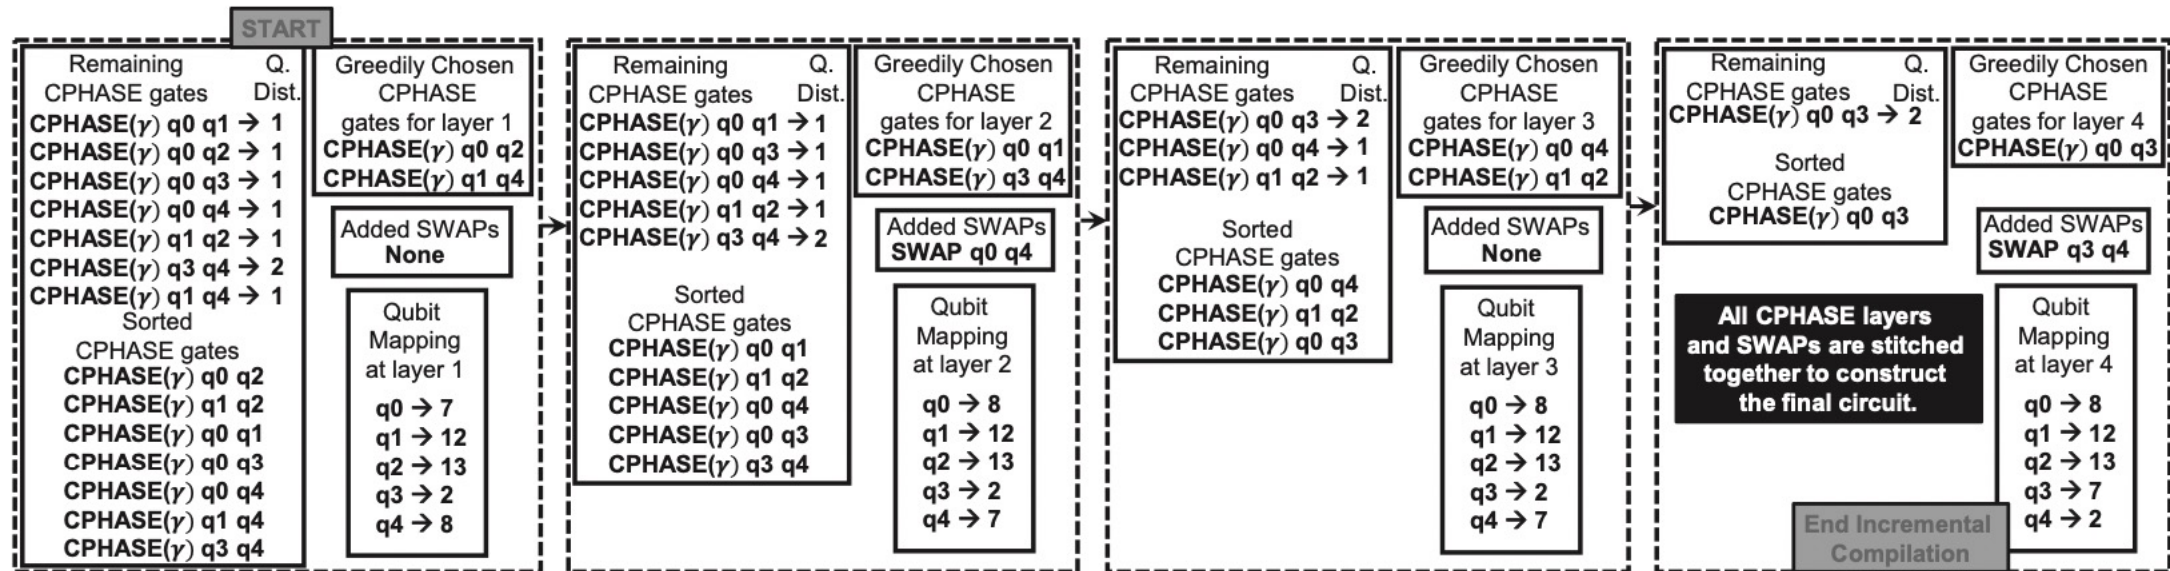 START
Remaining Q.
CPHASE gates Dist.
CPHASE(γ) q0 q1 → 1
CPHASE(γ) q0 q2 → 1
CPHASE(γ) q0 q3 → 1
CPHASE(γ) q0 q4 → 1
CPHASE(γ) q1 q2 → 1
CPHASE(γ) q3 q4 → 2
CPHASE(γ) q1 q4 → 1
Sorted
CPHASE gates
CPHASE(γ) q0 q2
CPHASE(γ) q1 q2
CPHASE(γ) q0 q1
CPHASE(γ) q0 q3
CPHASE(γ) q0 q4
CPHASE(γ) q1 q4
CPHASE(γ) q3 q4
Greedily Chosen
CPHASE
gates for layer 1
CPHASE(γ) q0 q2
CPHASE(γ) q1 q4
Added SWAPs
None
Qubit
Mapping
at layer 1
q0 → 7
q1 → 12
q2 → 13
q3 → 2
q4 → 8
Remaining Q.
CPHASE gates Dist.
CPHASE(γ) q0 q1 → 1
CPHASE(γ) q0 q3 → 1
CPHASE(γ) q0 q4 → 1
CPHASE(γ) q1 q2 → 1
CPHASE(γ) q3 q4 → 2
Sorted
CPHASE gates
CPHASE(γ) q0 q1
CPHASE(γ) q1 q2
CPHASE(γ) q0 q4
CPHASE(γ) q0 q3
CPHASE(γ) q3 q4
Greedily Chosen
CPHASE
gates for layer 2
CPHASE(γ) q0 q1
CPHASE(γ) q3 q4
Added SWAPs
SWAP q0 q4
Qubit
Mapping
at layer 2
q0 → 8
q1 → 12
q2 → 13
q3 → 2
q4 → 7
Remaining Q.
CPHASE gates Dist.
CPHASE(γ) q0 q3 → 2
CPHASE(γ) q0 q4 → 1
CPHASE(γ) q1 q2 → 1
Sorted
CPHASE gates
CPHASE(γ) q0 q4
CPHASE(γ) q1 q2
CPHASE(γ) q0 q3
Greedily Chosen
CPHASE
gates for layer 3
CPHASE(γ) q0 q4
CPHASE(γ) q1 q2
Added SWAPs
None
Qubit
Mapping
at layer 3
q0 → 8
q1 → 12
q2 → 13
q3 → 2
q4 → 7
Remaining Q.
CPHASE gates Dist.
CPHASE(γ) q0 q3 → 2
Sorted
CPHASE gates
CPHASE(γ) q0 q3
Greedily Chosen
CPHASE
gates for layer 4
CPHASE(γ) q0 q3
Added SWAPs
SWAP q3 q4
All CPHASE layers
and SWAPs are stitched
together to construct
the final circuit.
Qubit
Mapping
at layer 4
q0 → 8
q1 → 12
q2 → 13
q3 → 7
q4 → 2
End Incremental
Compilation